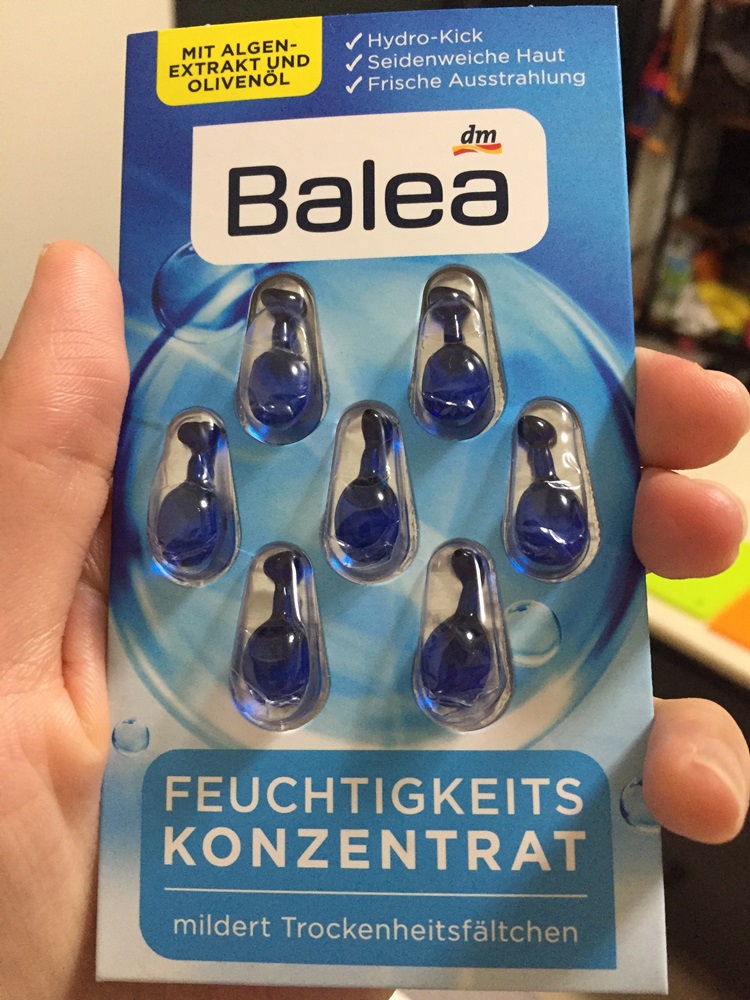 MIT ALGEN-
EXTRAKT UND
OLIVENÖL
✓ Hydro-Kick
✓ Seidenweiche Haut
✓ Frische Ausstrahlung
dm
Balea
FEUCHTIGKEITS
KONZENTRAT
mildert Trockenheitsfältchen